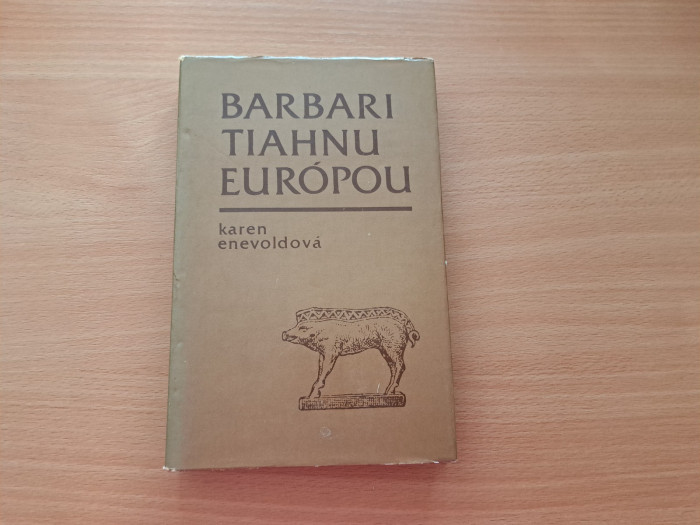 BARBARI
TIAHNU
EURÓPOU
karen
enevoldová